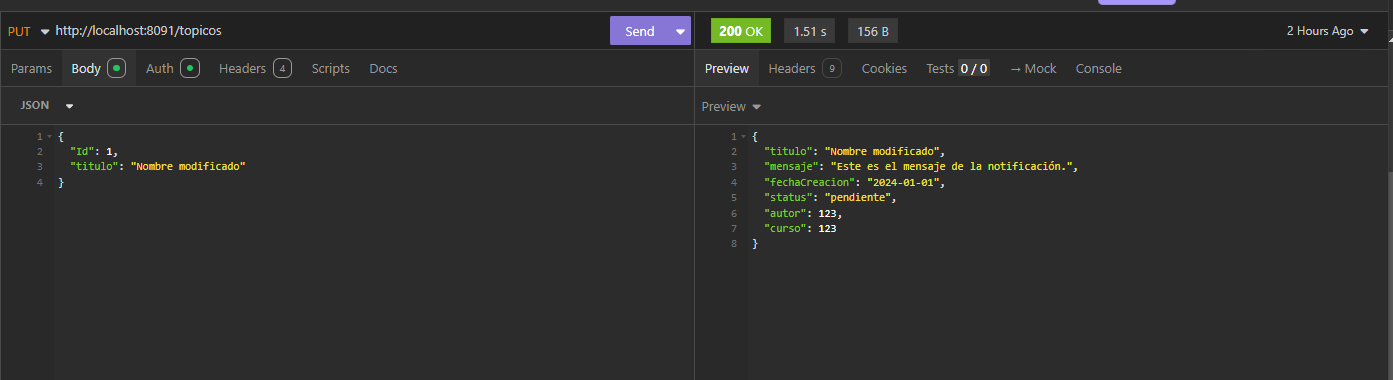 PUT http://localhost:8091/topicos Send 200 OK 1.51 s 156 B 2 Hours Ago
Params Body Auth Headers 4 Scripts Docs Preview Headers 9 Cookies Tests 0 / 0 → Mock Console
JSON
1 {
2 "Id": 1,
3 "titulo": "Nombre modificado"
4 }
Preview
1 {
2 "titulo": "Nombre modificado",
3 "mensaje": "Este es el mensaje de la notificación.",
4 "fechaCreacion": "2024-01-01",
5 "status": "pendiente",
6 "autor": 123,
7 "curso": 123
8 }